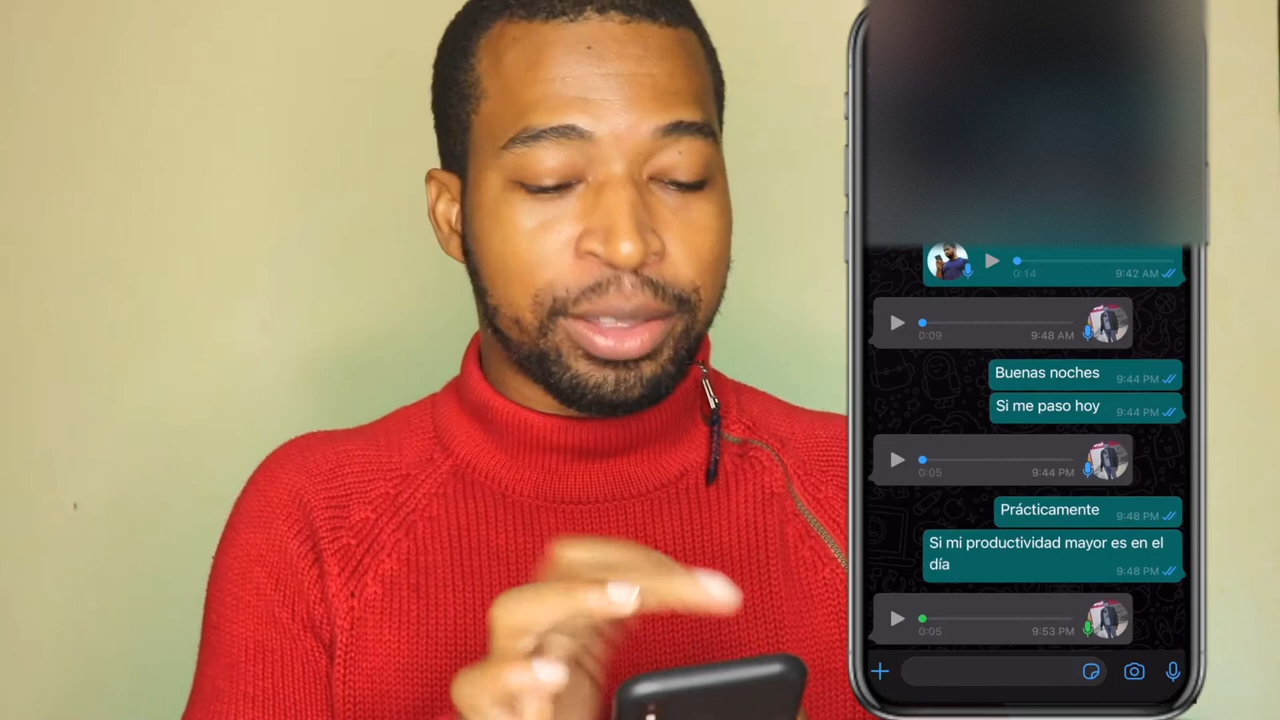 0:14
9:42 AM
0:09
9:48 AM
Buenas noches
9:44 PM
Si me paso hoy
9:44 PM
0:05
9:44 PM
Prácticamente
9:48 PM
Si mi productividad mayor es en el
día
9:48 PM
0:05
9:53 PM